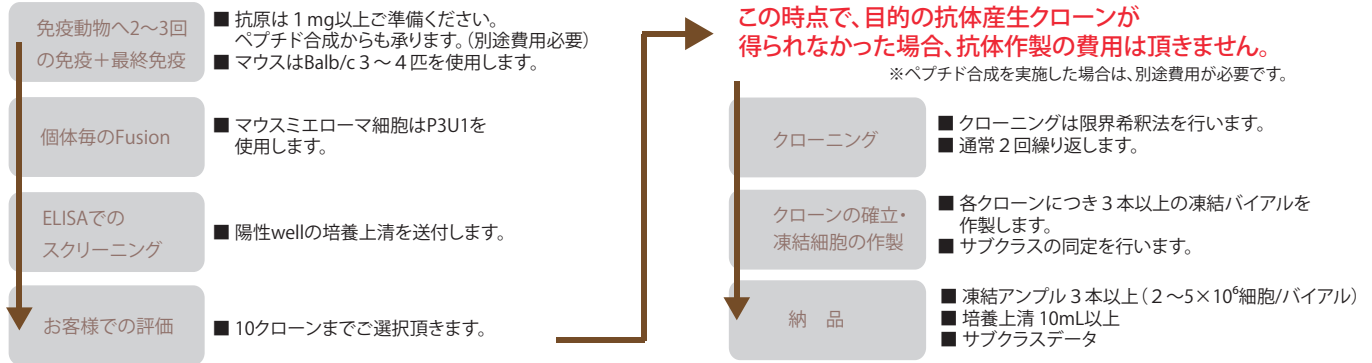 免疫動物へ2～3回
の免疫＋最終免疫
■ 抗原は１mg以上ご準備ください。
ペプチド合成からも承ります。（別途費用必要）
■ マウスはBalb/c３～４匹を使用します。
個体毎のFusion
■ マウスミエローマ細胞はP3U1を
使用します。
ELISAでの
スクリーニング
■ 陽性wellの培養上清を送付します。
お客様での評価
■ 10クローンまでご選択頂きます。
この時点で、目的の抗体産生クローンが
得られなかった場合、抗体作製の費用は頂きません。
※ペプチド合成を実施した場合は、別途費用が必要です。
クローニング
■ クローニングは限界希釈法を行います。
■ 通常２回繰り返します。
クローンの確立・
凍結細胞の作製
■ 各クローンにつき３本以上の凍結バイアルを
作製します。
■ サブクラスの同定を行います。
納　品
■ 凍結アンプル３本以上（２～5×10⁶細胞/バイアル）
■ 培養上清 10mL以上
■ サブクラスデータ